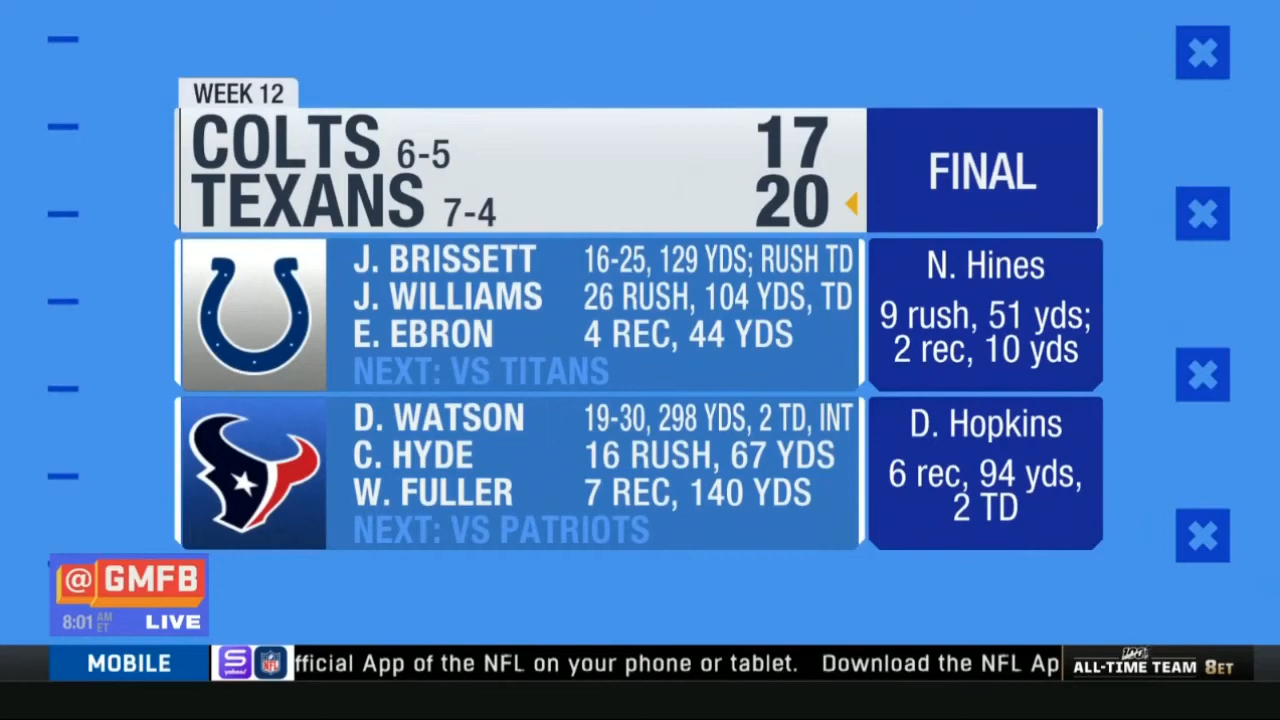 WEEK 12
COLTS 6-5 17
TEXANS 7-4 20
FINAL
J. BRISSETT 16-25, 129 YDS; RUSH TD
J. WILLIAMS 26 RUSH, 104 YDS, TD
E. EBRON 4 REC, 44 YDS
NEXT: VS TITANS
N. Hines
9 rush, 51 yds;
2 rec, 10 yds
D. WATSON 19-30, 298 YDS, 2 TD, INT
C. HYDE 16 RUSH, 67 YDS
W. FULLER 7 REC, 140 YDS
NEXT: VS PATRIOTS
D. Hopkins
6 rec, 94 yds,
2 TD
@GMFB
8:01 AM ET LIVE
MOBILE S yahoo! NFL fficial App of the NFL on your phone or tablet. Download the NFL Ap ALL-TIME TEAM 8ET